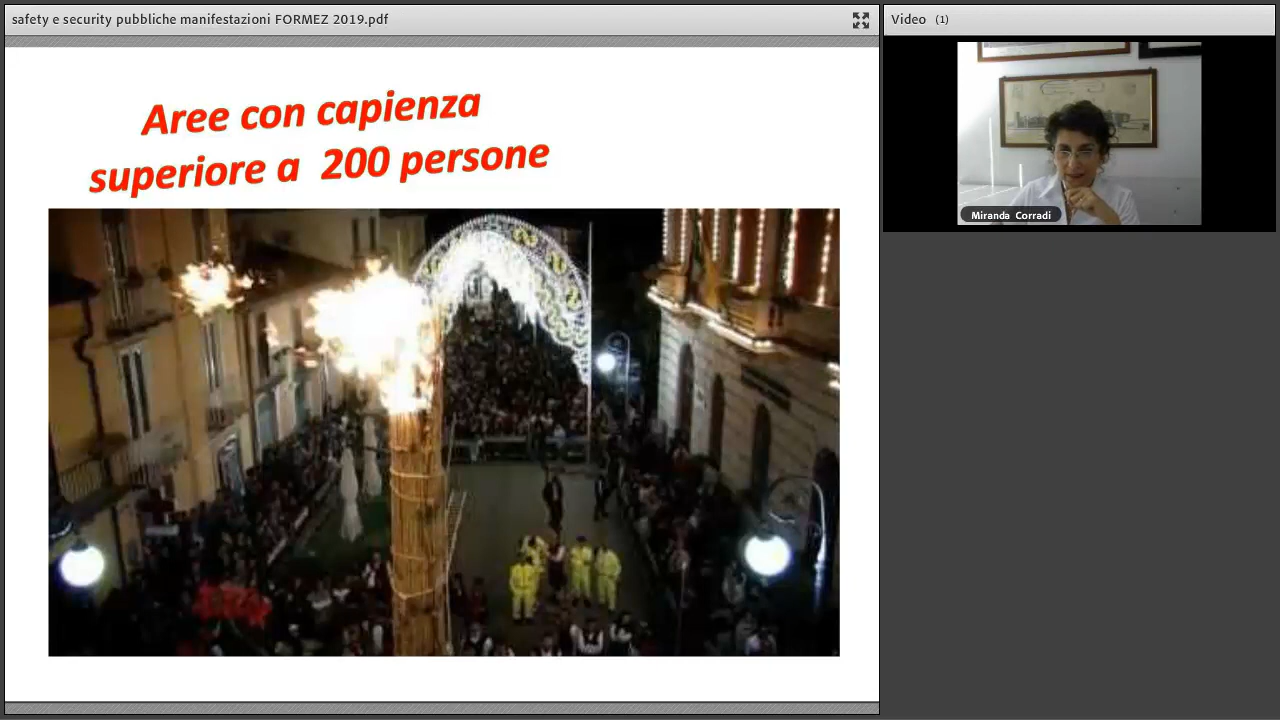 safety e security pubbliche manifestazioni FORMEZ 2019.pdf
Video (1)
Aree con capienza
superiore a 200 persone
Miranda Corradi